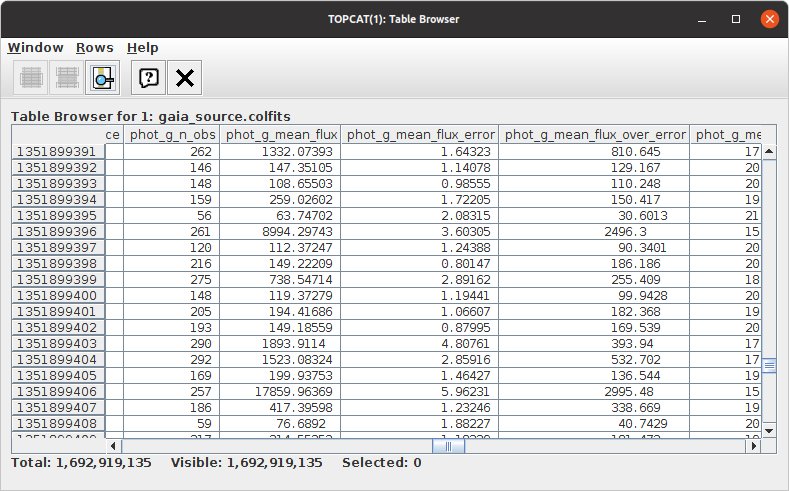 TOPCAT(1): Table Browser
Window Rows Help
Table Browser for 1: gaia_source.colfits
ce phot_g_n_obs phot_g_mean_flux phot_g_mean_flux_error phot_g_mean_flux_over_error phot_g_me
1351899391 262 1332.07393 1.64323 810.645 17
1351899392 146 147.35105 1.14078 129.167 20
1351899393 148 108.65503 0.98555 110.248 20
1351899394 159 259.02602 1.72205 150.417 19
1351899395 56 63.74702 2.08315 30.6013 21
1351899396 261 8994.29743 3.60305 2496.3 15
1351899397 120 112.37247 1.24388 90.3401 20
1351899398 216 149.22209 0.80147 186.186 20
1351899399 275 738.54714 2.89162 255.409 18
1351899400 148 119.37279 1.19441 99.9428 20
1351899401 205 194.41686 1.06607 182.368 19
1351899402 193 149.18559 0.87995 169.539 20
1351899403 290 1893.9114 4.80761 393.94 17
1351899404 292 1523.08324 2.85916 532.702 17
1351899405 169 199.93753 1.46427 136.544 19
1351899406 257 17859.96369 5.96231 2995.48 15
1351899407 186 417.39598 1.23246 338.669 19
1351899408 59 76.6892 1.88227 40.7429 20
Total: 1,692,919,135 Visible: 1,692,919,135 Selected: 0